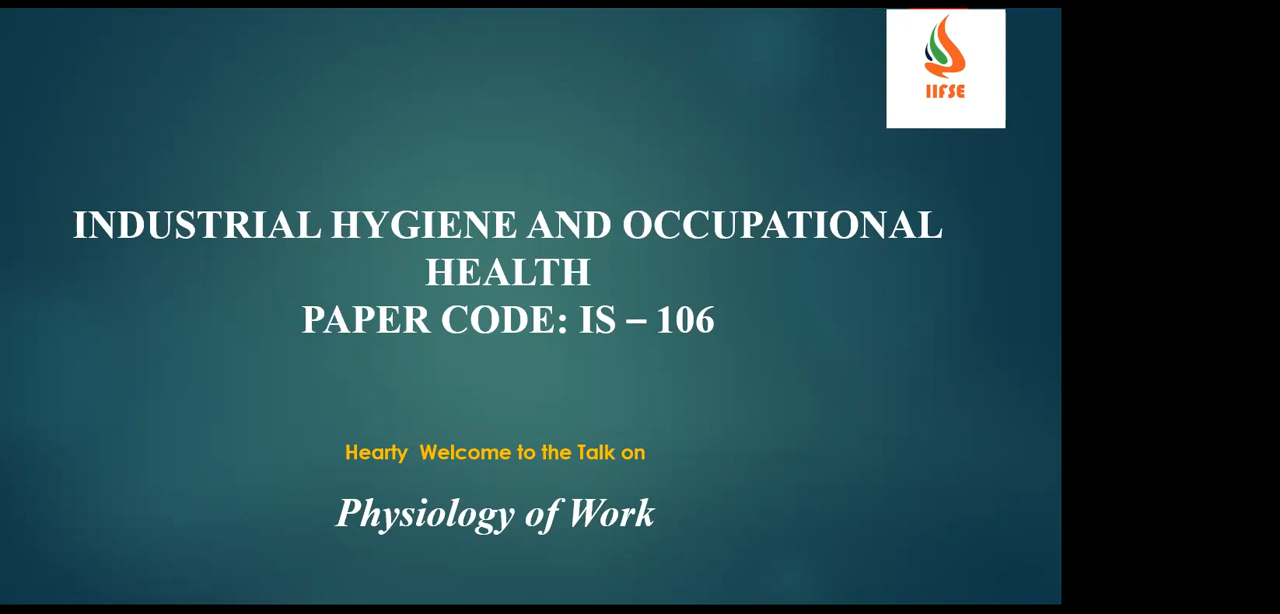 IIFSE
INDUSTRIAL HYGIENE AND OCCUPATIONAL
HEALTH
PAPER CODE: IS – 106
Hearty Welcome to the Talk on
Physiology of Work